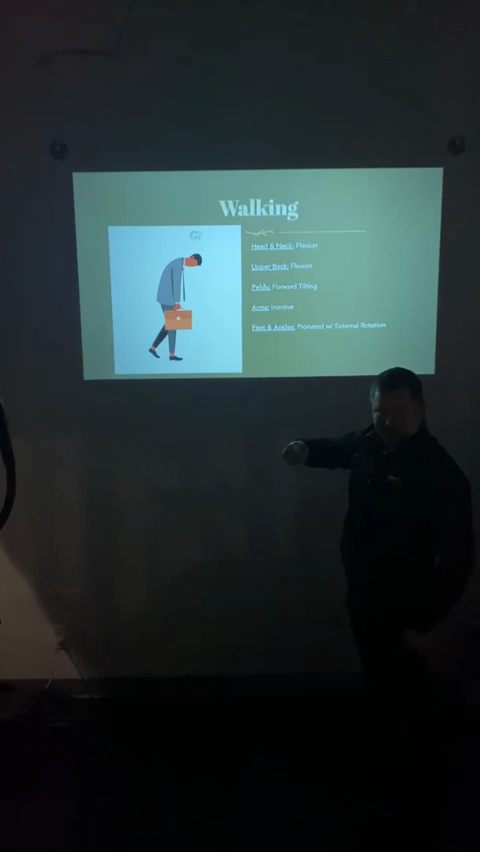 Walking
Head & Neck: Flexion
Upper Back: Flexion
Pelvis: Forward Tilting
Arms: Inactive
Feet & Ankles: Pronated w/ External Rotation